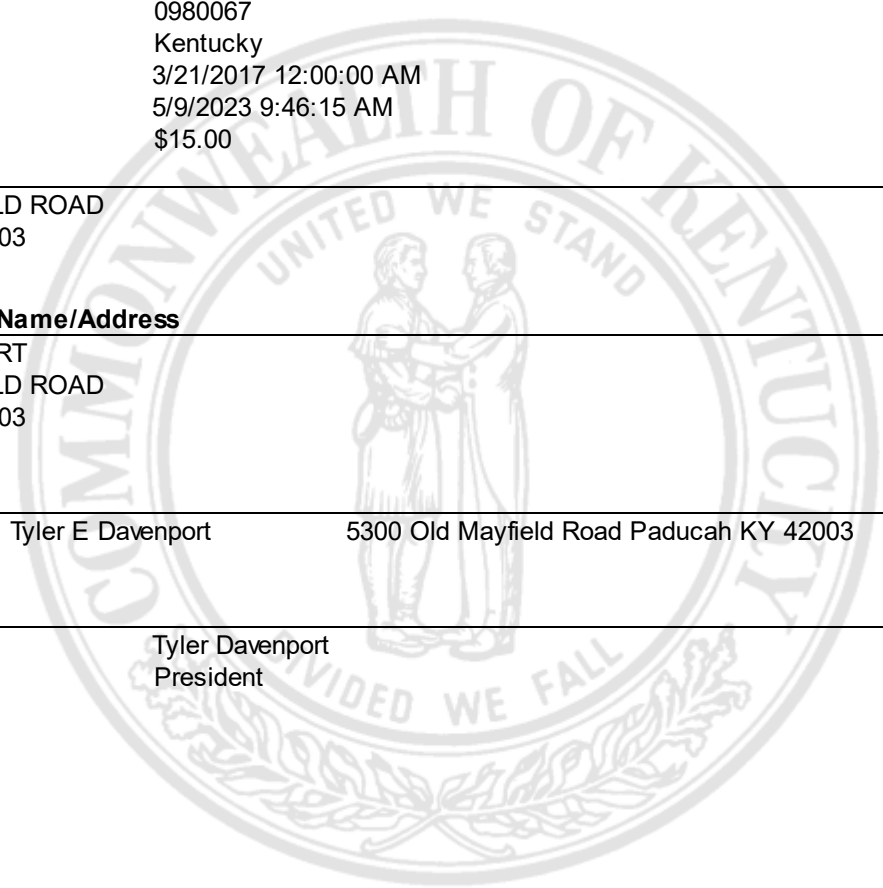 0980067
Kentucky
3/21/2017 12:00:00 AM
5/9/2023 9:46:15 AM
$15.00
LD ROAD
03
Name/Address
RT
LD ROAD
03
Tyler E Davenport 5300 Old Mayfield Road Paducah KY 42003
Tyler Davenport
President
COMMONWEALTH OF KENTUCKY
UNITED WE STAND
DIVIDED WE FALL